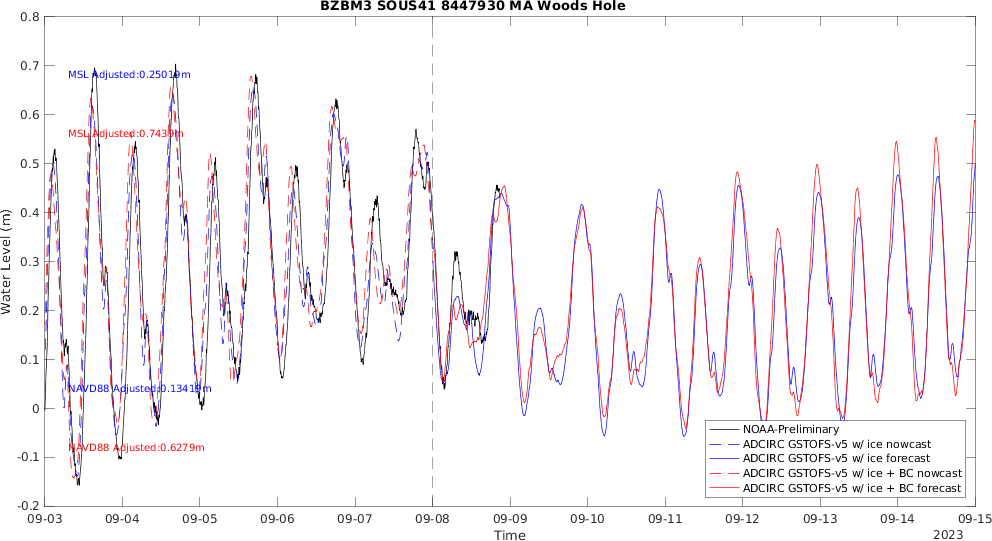 BZBM3 SOUS41 8447930 MA Woods Hole
Water Level (m)
0.8
0.7
0.6
0.5
0.4
0.3
0.2
0.1
0
-0.1
-0.2
MSL Adjusted:0.25019m
MSL Adjusted:0.7439m
NAVD88 Adjusted:0.13419m
NAVD88 Adjusted:0.6279m
NOAA-Preliminary
ADCIRC GSTOFS-v5 w/ ice nowcast
ADCIRC GSTOFS-v5 w/ ice forecast
ADCIRC GSTOFS-v5 w/ ice + BC nowcast
ADCIRC GSTOFS-v5 w/ ice + BC forecast
09-03 09-04 09-05 09-06 09-07 09-08 09-09 09-10 09-11 09-12 09-13 09-14 09-15
Time
2023